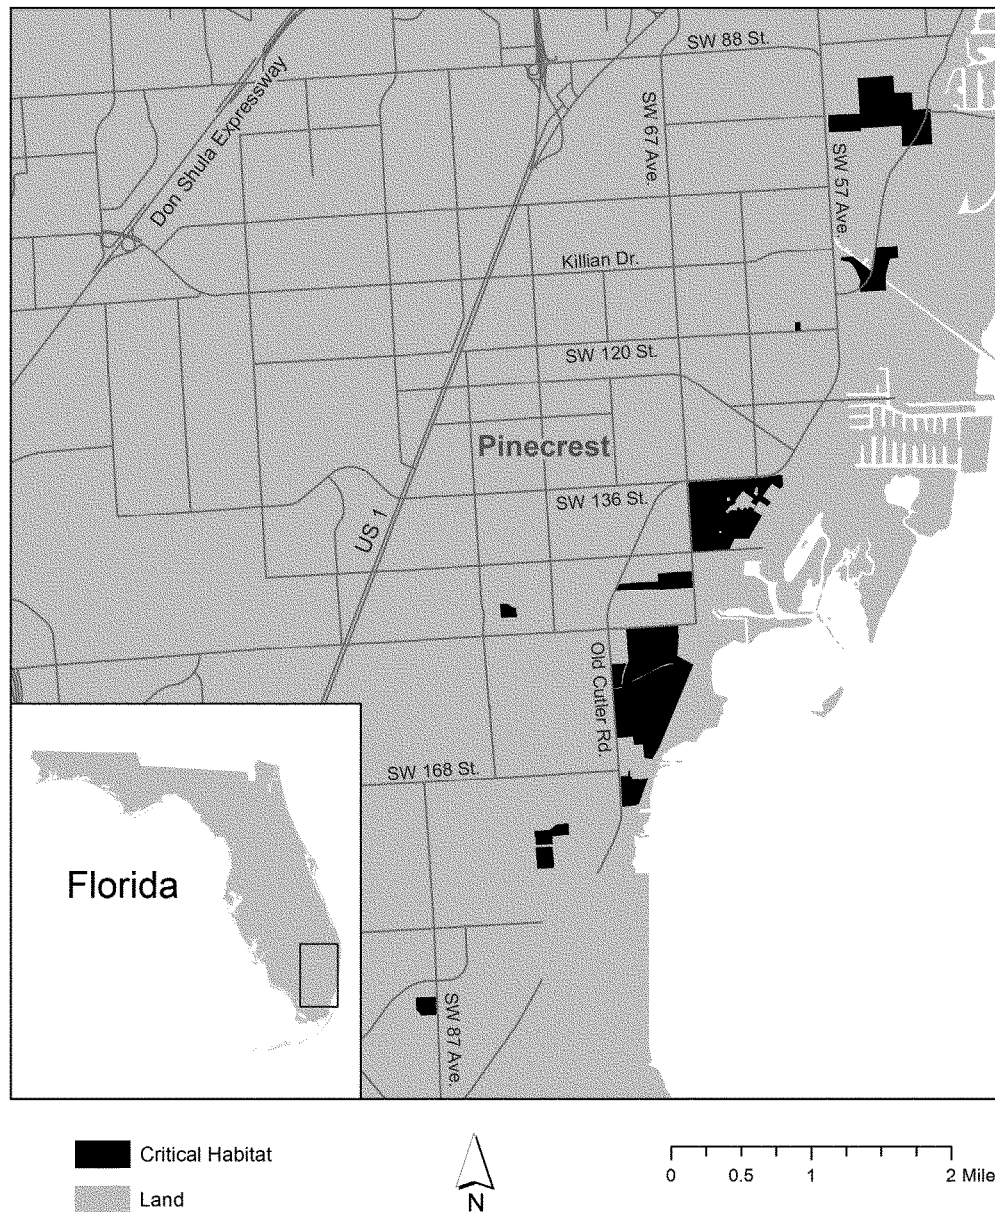 SW 88 St.
Don Shula Expressway
SW 67 Ave.
SW 57 Ave.
Killian Dr.
SW 120 St.
Pinecrest
SW 136 St.
US 1
Old Cutler Rd.
SW 168 St.
Florida
SW 87 Ave.
Critical Habitat
Land
N
0 0.5 1 2 Mile